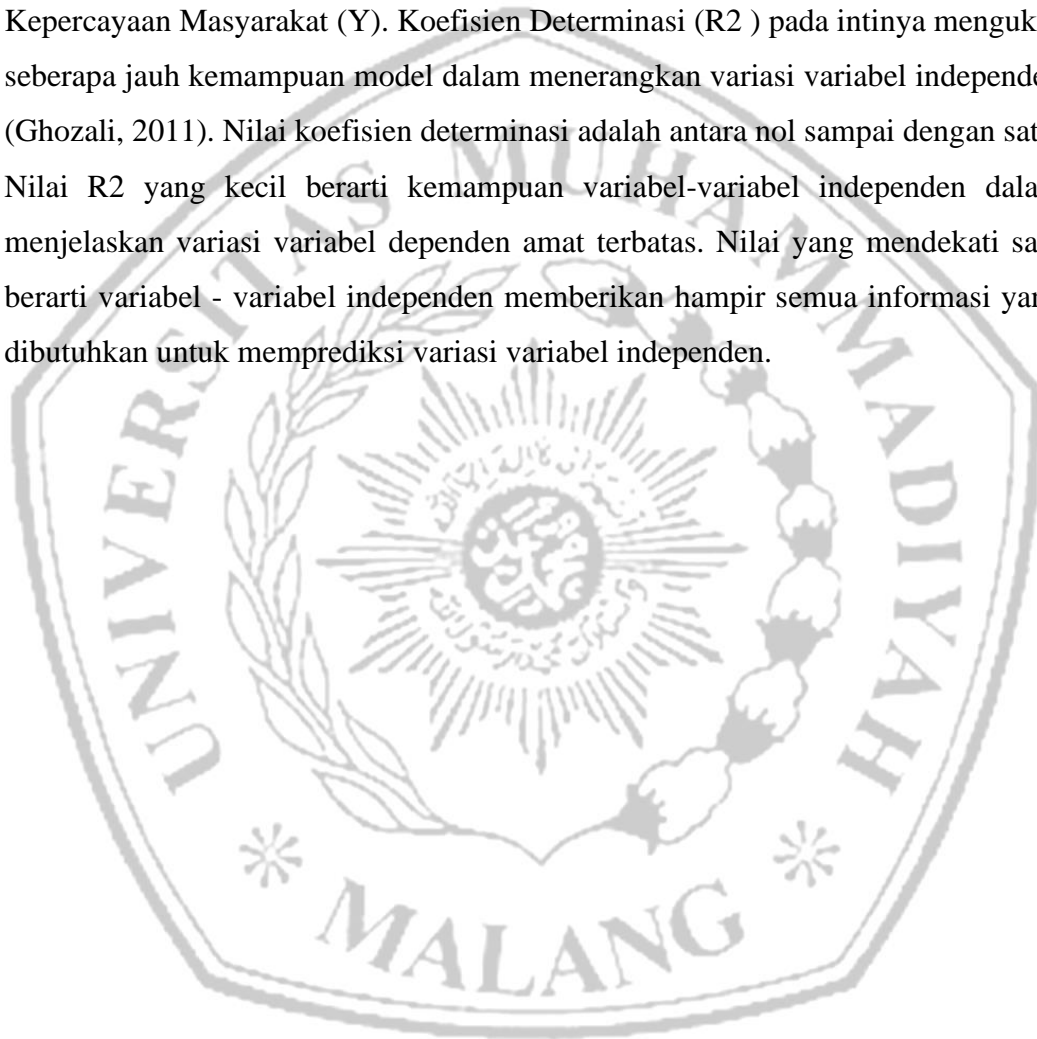 Kepercayaan Masyarakat (Y). Koefisien Determinasi (R2 ) pada intinya menguk
seberapa jauh kemampuan model dalam menerangkan variasi variabel independe
(Ghozali, 2011). Nilai koefisien determinasi adalah antara nol sampai dengan sat
Nilai R2 yang kecil berarti kemampuan variabel-variabel independen dala
menjelaskan variasi variabel dependen amat terbatas. Nilai yang mendekati sa
berarti variabel - variabel independen memberikan hampir semua informasi yan
dibutuhkan untuk memprediksi variasi variabel independen.
UNIVERSITAS MUHAMMADIYAH
MALANG